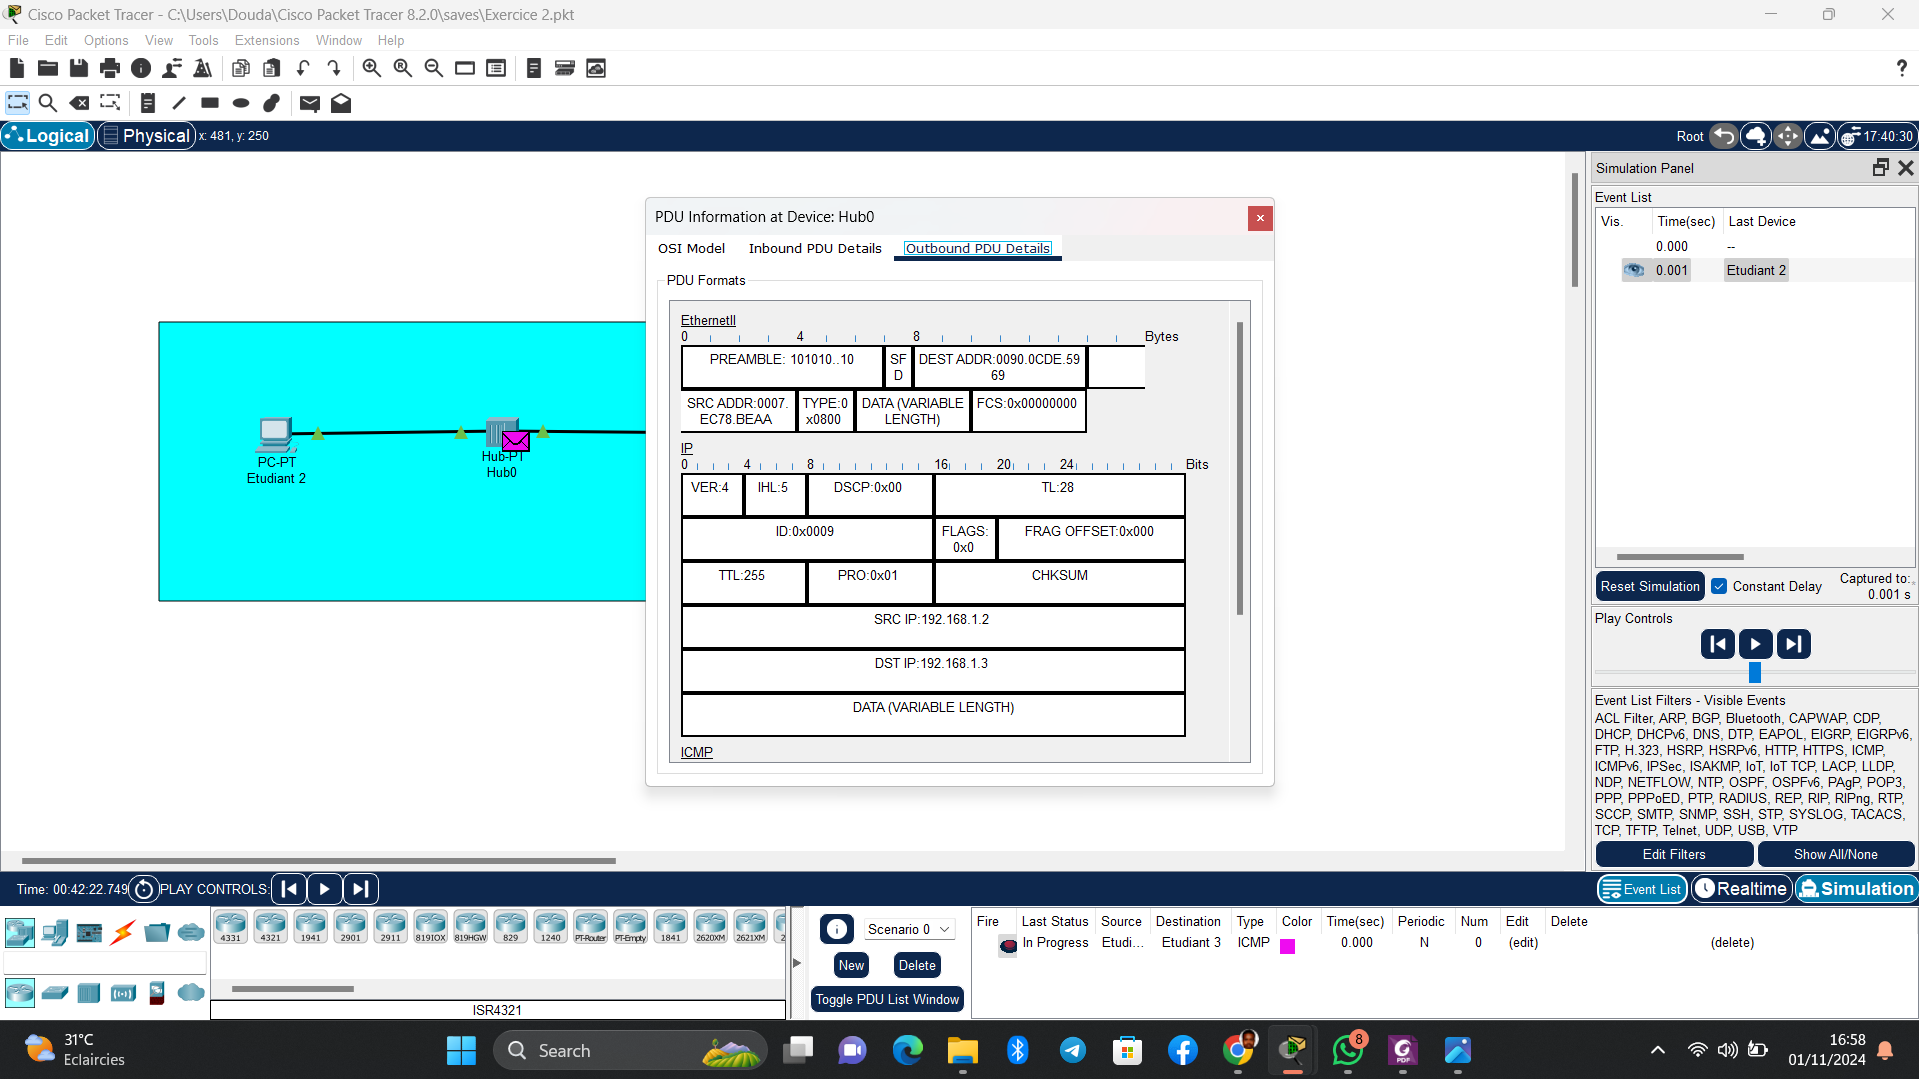 Cisco Packet Tracer - C:\Users\Douda\Cisco Packet Tracer 8.2.0\saves\Exercice 2.pkt
File Edit Options View Tools Extensions Window Help
?
Logical Physical x: 481, y: 250
Root 17:40:30
PC-PT
Etudiant 2
Hub-PT
Hub0
PDU Information at Device: Hub0
OSI Model Inbound PDU Details Outbound PDU Details
PDU Formats
EthernetII
0 4 8 Bytes
PREAMBLE: 101010..10 SF DEST ADDR:0090.0CDE.59
D 69
SRC ADDR:0007. TYPE:0 DATA (VARIABLE FCS:0x00000000
EC78.BEAA x0800 LENGTH)
IP
0 4 8 16 20 24 Bits
VER:4 IHL:5 DSCP:0x00 TL:28
ID:0x0009 FLAGS: FRAG OFFSET:0x000
0x0
TTL:255 PRO:0x01 CHKSUM
SRC IP:192.168.1.2
DST IP:192.168.1.3
DATA (VARIABLE LENGTH)
ICMP
Simulation Panel
Event List
Vis. Time(sec) Last Device
0.000 --
0.001 Etudiant 2
Reset Simulation Constant Delay Captured to:
0.001 s
Play Controls
Event List Filters - Visible Events
ACL Filter, ARP, BGP, Bluetooth, CAPWAP, CDP,
DHCP, DHCPv6, DNS, DTP, EAPOL, EIGRP, EIGRPv6,
FTP, H.323, HSRP, HSRPv6, HTTP, HTTPS, ICMP,
ICMPv6, IPSec, ISAKMP, IoT, IoT TCP, LACP, LLDP,
NDP, NETFLOW, NTP, OSPF, OSPFv6, PAgP, POP3,
PPP, PPPoED, PTP, RADIUS, REP, RIP, RIPng, RTP,
SCCP, SMTP, SNMP, SSH, STP, SYSLOG, TACACS,
TCP, TFTP, Telnet, UDP, USB, VTP
Edit Filters Show All/None
Time: 00:42:22.749 PLAY CONTROLS:
Event List Realtime Simulation
4331 4321 1941 2901 2911 819IOX 819HGW 829 1240 PT-Router PT-Empty 1841 2620XM 2621XM 2
ISR4321
Scenario 0
New Delete
Toggle PDU List Window
Fire Last Status Source Destination Type Color Time(sec) Periodic Num Edit Delete
In Progress Etudi... Etudiant 3 ICMP 0.000 N 0 (edit) (delete)
31°C
Eclaircies
Search
8
PDF
16:58
01/11/2024